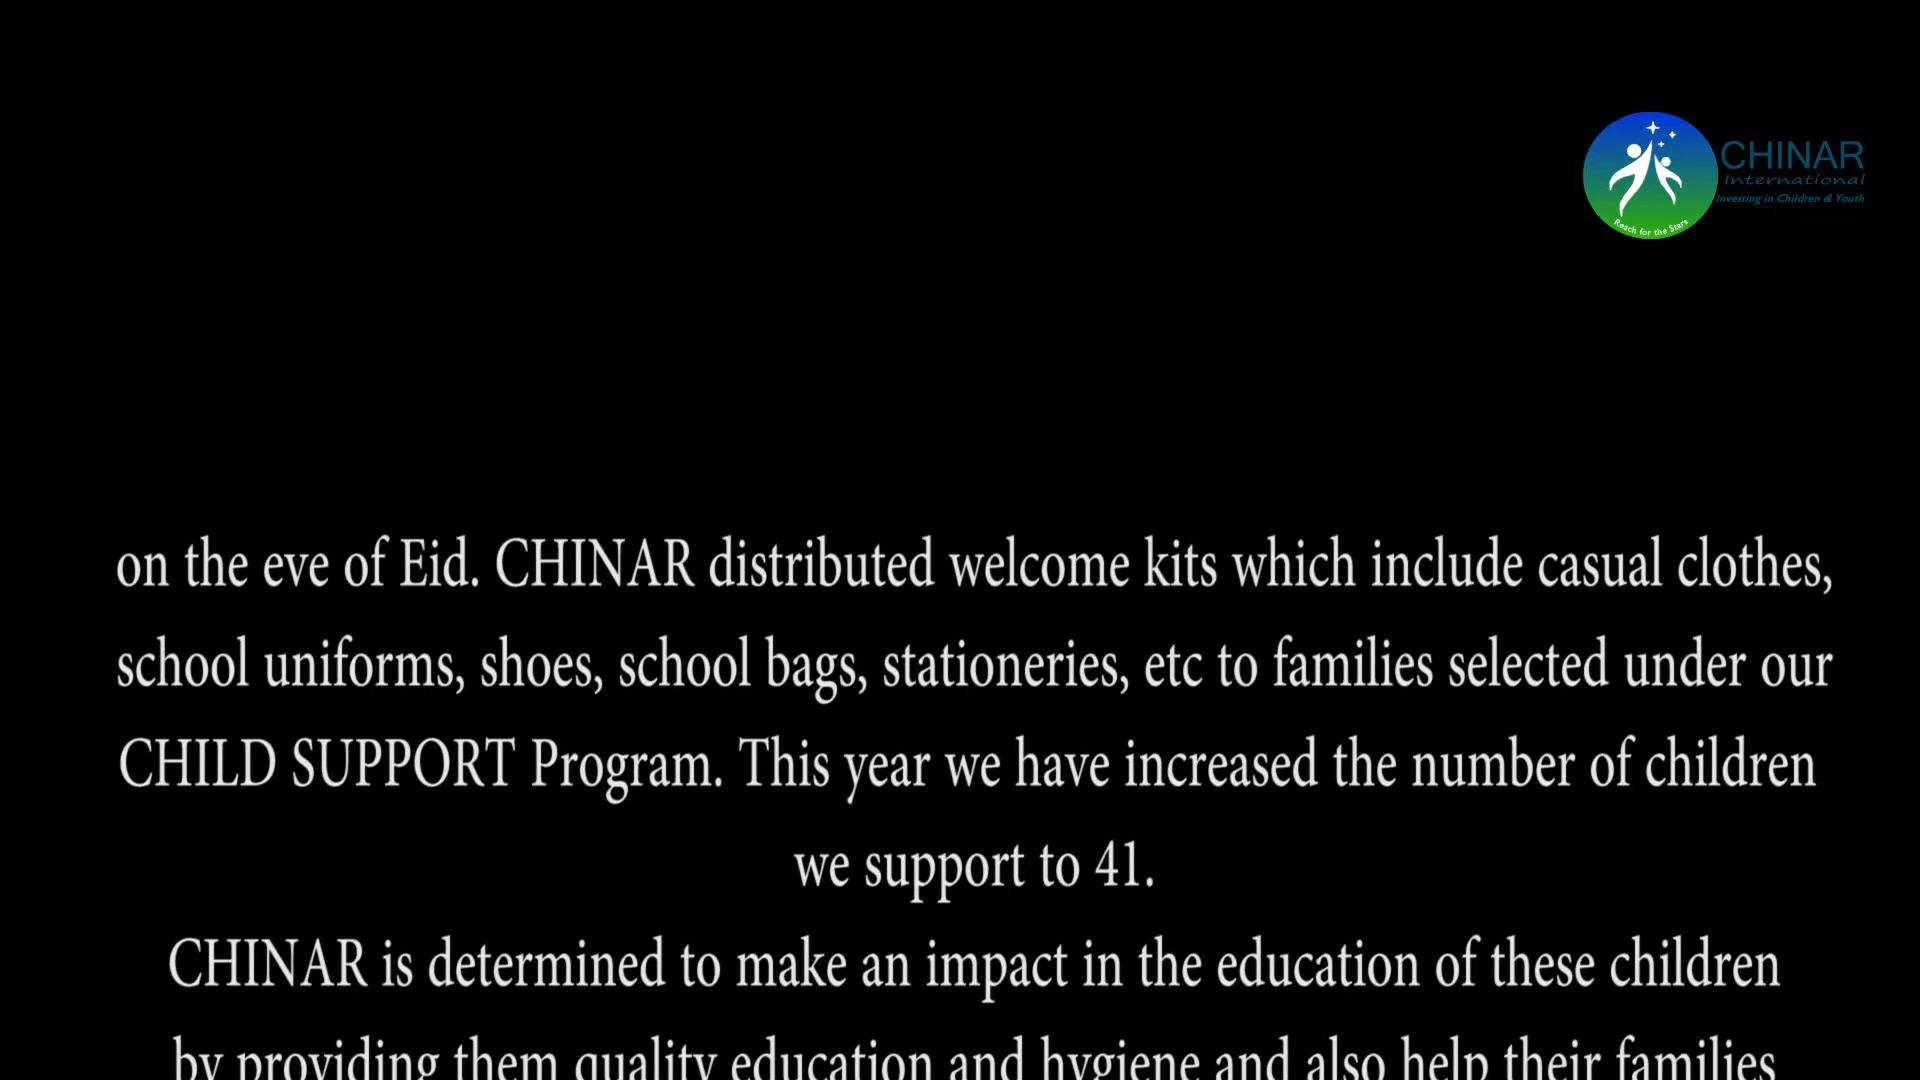 CHINAR
International
Investing in Children & Youth
Reach for the Stars
on the eve of Eid. CHINAR distributed welcome kits which include casual clothes,
school uniforms, shoes, school bags, stationeries, etc to families selected under our
CHILD SUPPORT Program. This year we have increased the number of children
we support to 41.
CHINAR is determined to make an impact in the education of these children
by providing them quality education and hygiene and also help their families